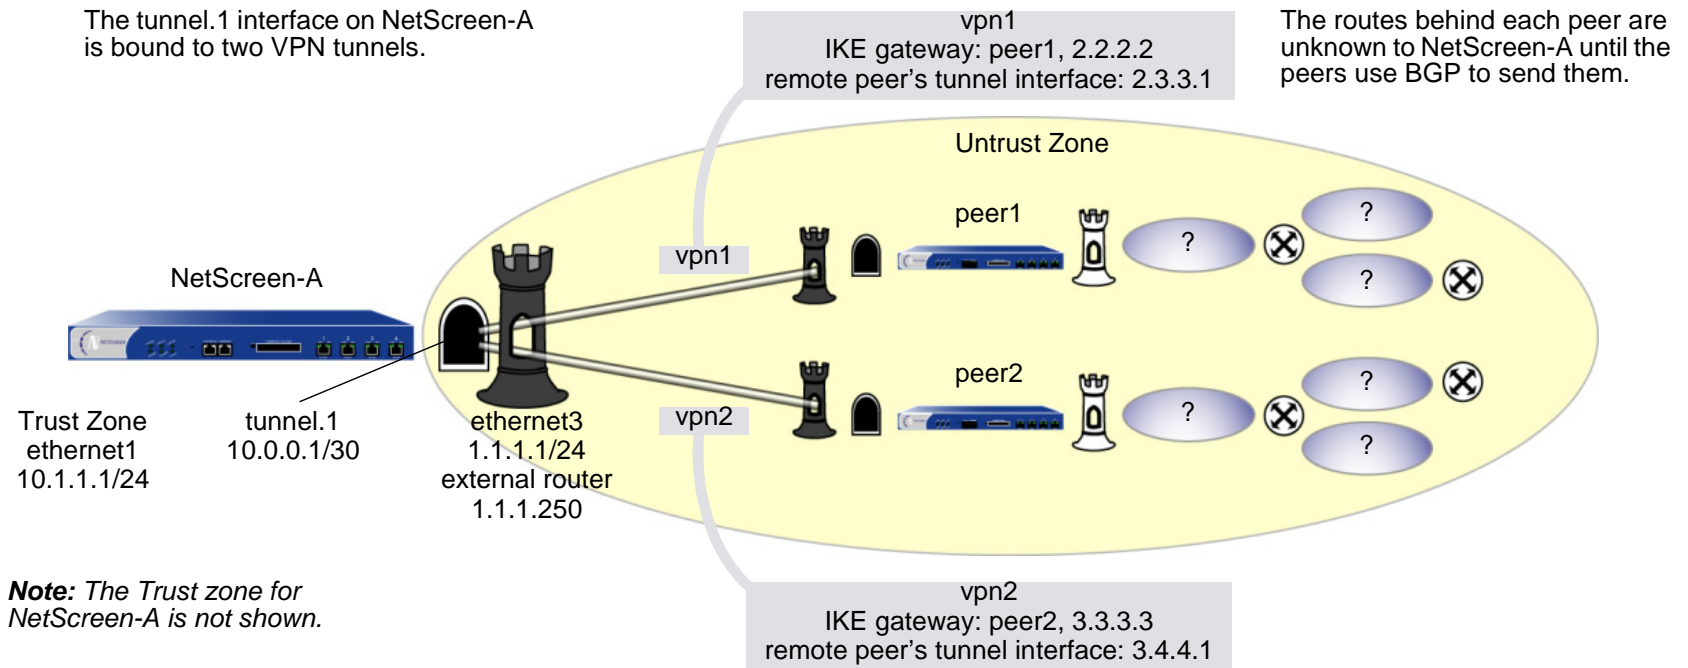 The tunnel.1 interface on NetScreen-A
is bound to two VPN tunnels.
vpn1
IKE gateway: peer1, 2.2.2.2
remote peer's tunnel interface: 2.3.3.1
The routes behind each peer are
unknown to NetScreen-A until the
peers use BGP to send them.
Untrust Zone
peer1
?
?
?
vpn1
NetScreen-A
peer2
?
?
?
vpn2
Trust Zone
ethernet1
10.1.1.1/24
tunnel.1
10.0.0.1/30
ethernet3
1.1.1.1/24
external router
1.1.1.250
Note: The Trust zone for
NetScreen-A is not shown.
vpn2
IKE gateway: peer2, 3.3.3.3
remote peer's tunnel interface: 3.4.4.1